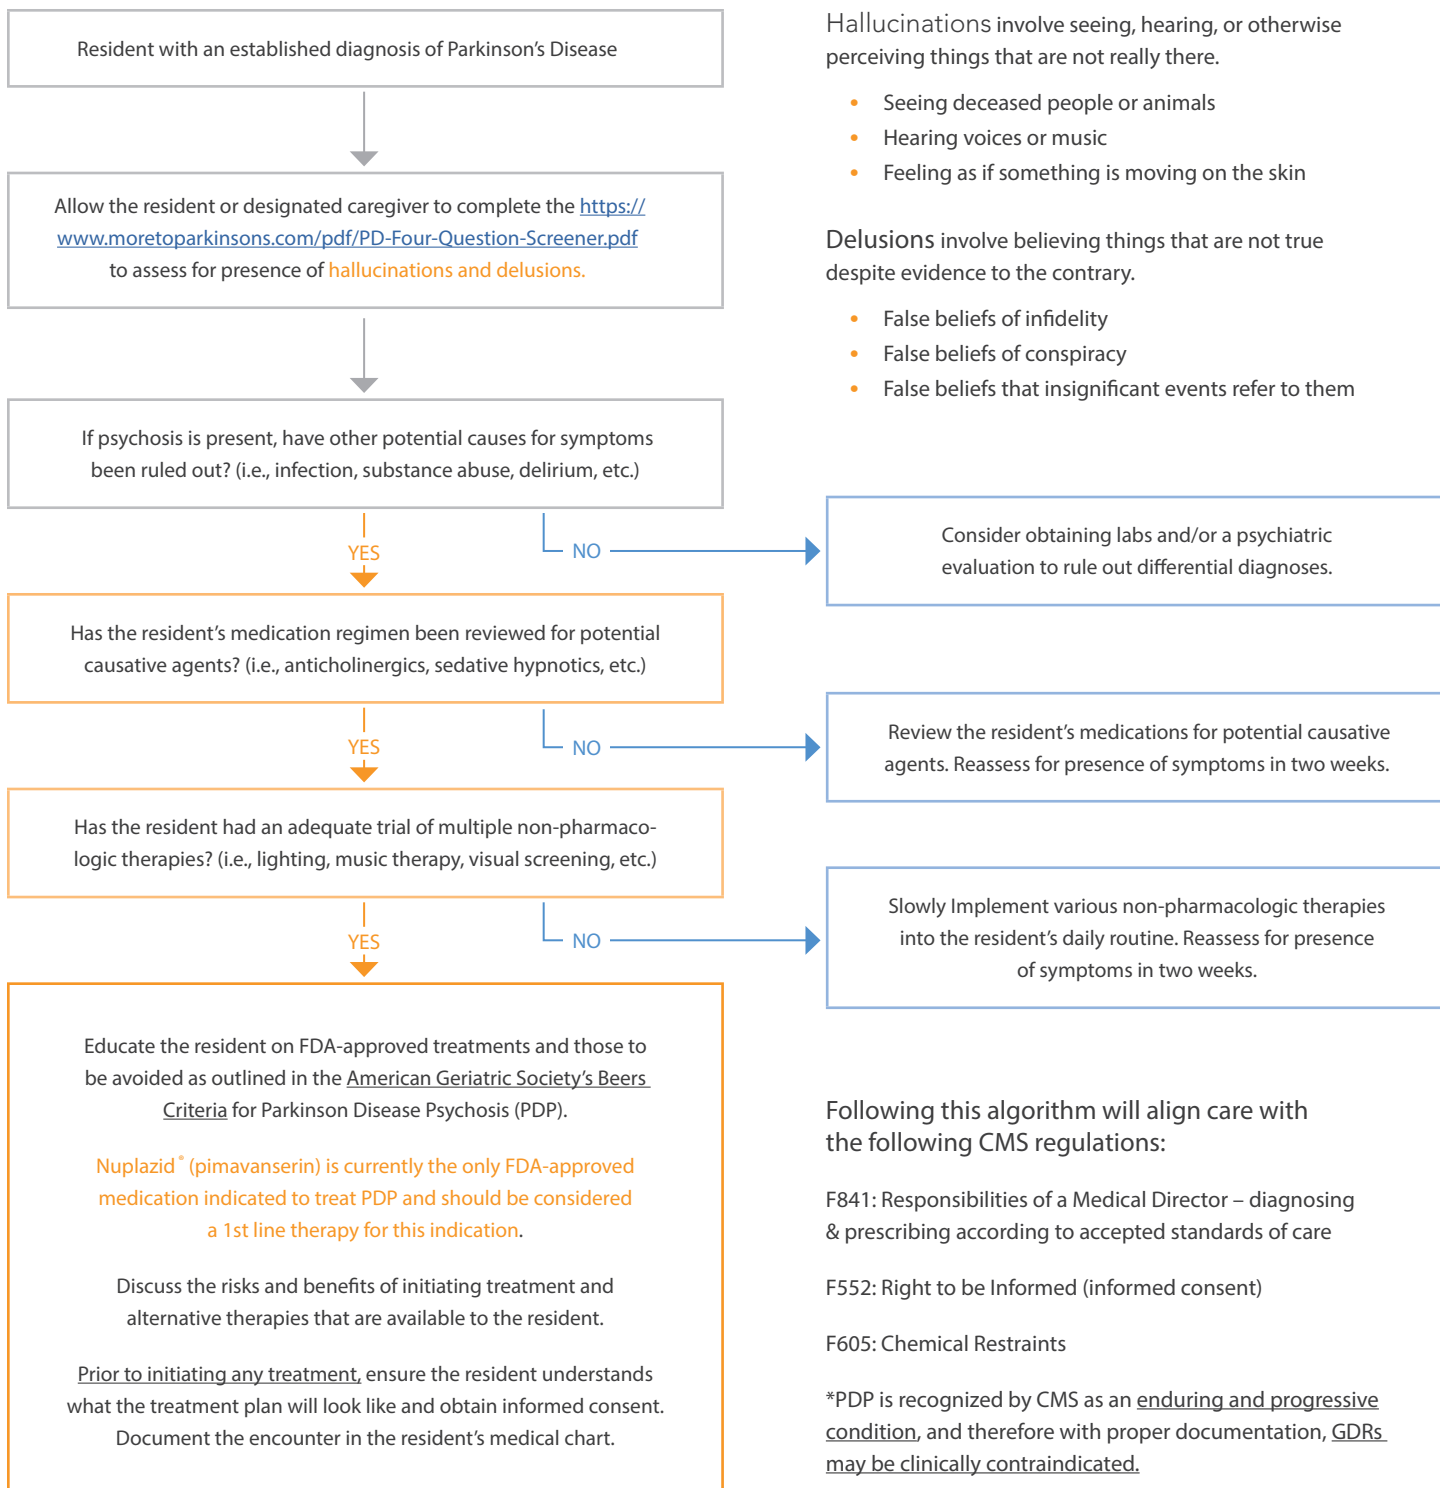 Resident with an established diagnosis of Parkinson's Disease
Allow the resident or designated caregiver to complete the https://
www.moretoparkinsons.com/pdf/PD-Four-Question-Screener.pdf
to assess for presence of hallucinations and delusions.
If psychosis is present, have other potential causes for symptoms
been ruled out? (i.e., infection, substance abuse, delirium, etc.)
YES
NO
Consider obtaining labs and/or a psychiatric
evaluation to rule out differential diagnoses.
Has the resident's medication regimen been reviewed for potential
causative agents? (i.e., anticholinergics, sedative hypnotics, etc.)
YES
NO
Review the resident's medications for potential causative
agents. Reassess for presence of symptoms in two weeks.
Has the resident had an adequate trial of multiple non-pharmaco-
logic therapies? (i.e., lighting, music therapy, visual screening, etc.)
YES
NO
Slowly Implement various non-pharmacologic therapies
into the resident's daily routine. Reassess for presence
of symptoms in two weeks.
Educate the resident on FDA-approved treatments and those to
be avoided as outlined in the American Geriatric Society's Beers
Criteria for Parkinson Disease Psychosis (PDP).
Nuplazid® (pimavanserin) is currently the only FDA-approved
medication indicated to treat PDP and should be considered
a 1st line therapy for this indication.
Discuss the risks and benefits of initiating treatment and
alternative therapies that are available to the resident.
Prior to initiating any treatment, ensure the resident understands
what the treatment plan will look like and obtain informed consent.
Document the encounter in the resident's medical chart.
Hallucinations involve seeing, hearing, or otherwise
perceiving things that are not really there.
• Seeing deceased people or animals
• Hearing voices or music
• Feeling as if something is moving on the skin
Delusions involve believing things that are not true
despite evidence to the contrary.
• False beliefs of infidelity
• False beliefs of conspiracy
• False beliefs that insignificant events refer to them
Following this algorithm will align care with
the following CMS regulations:
F841: Responsibilities of a Medical Director – diagnosing
& prescribing according to accepted standards of care
F552: Right to be Informed (informed consent)
F605: Chemical Restraints
*PDP is recognized by CMS as an enduring and progressive
condition, and therefore with proper documentation, GDRs
may be clinically contraindicated.